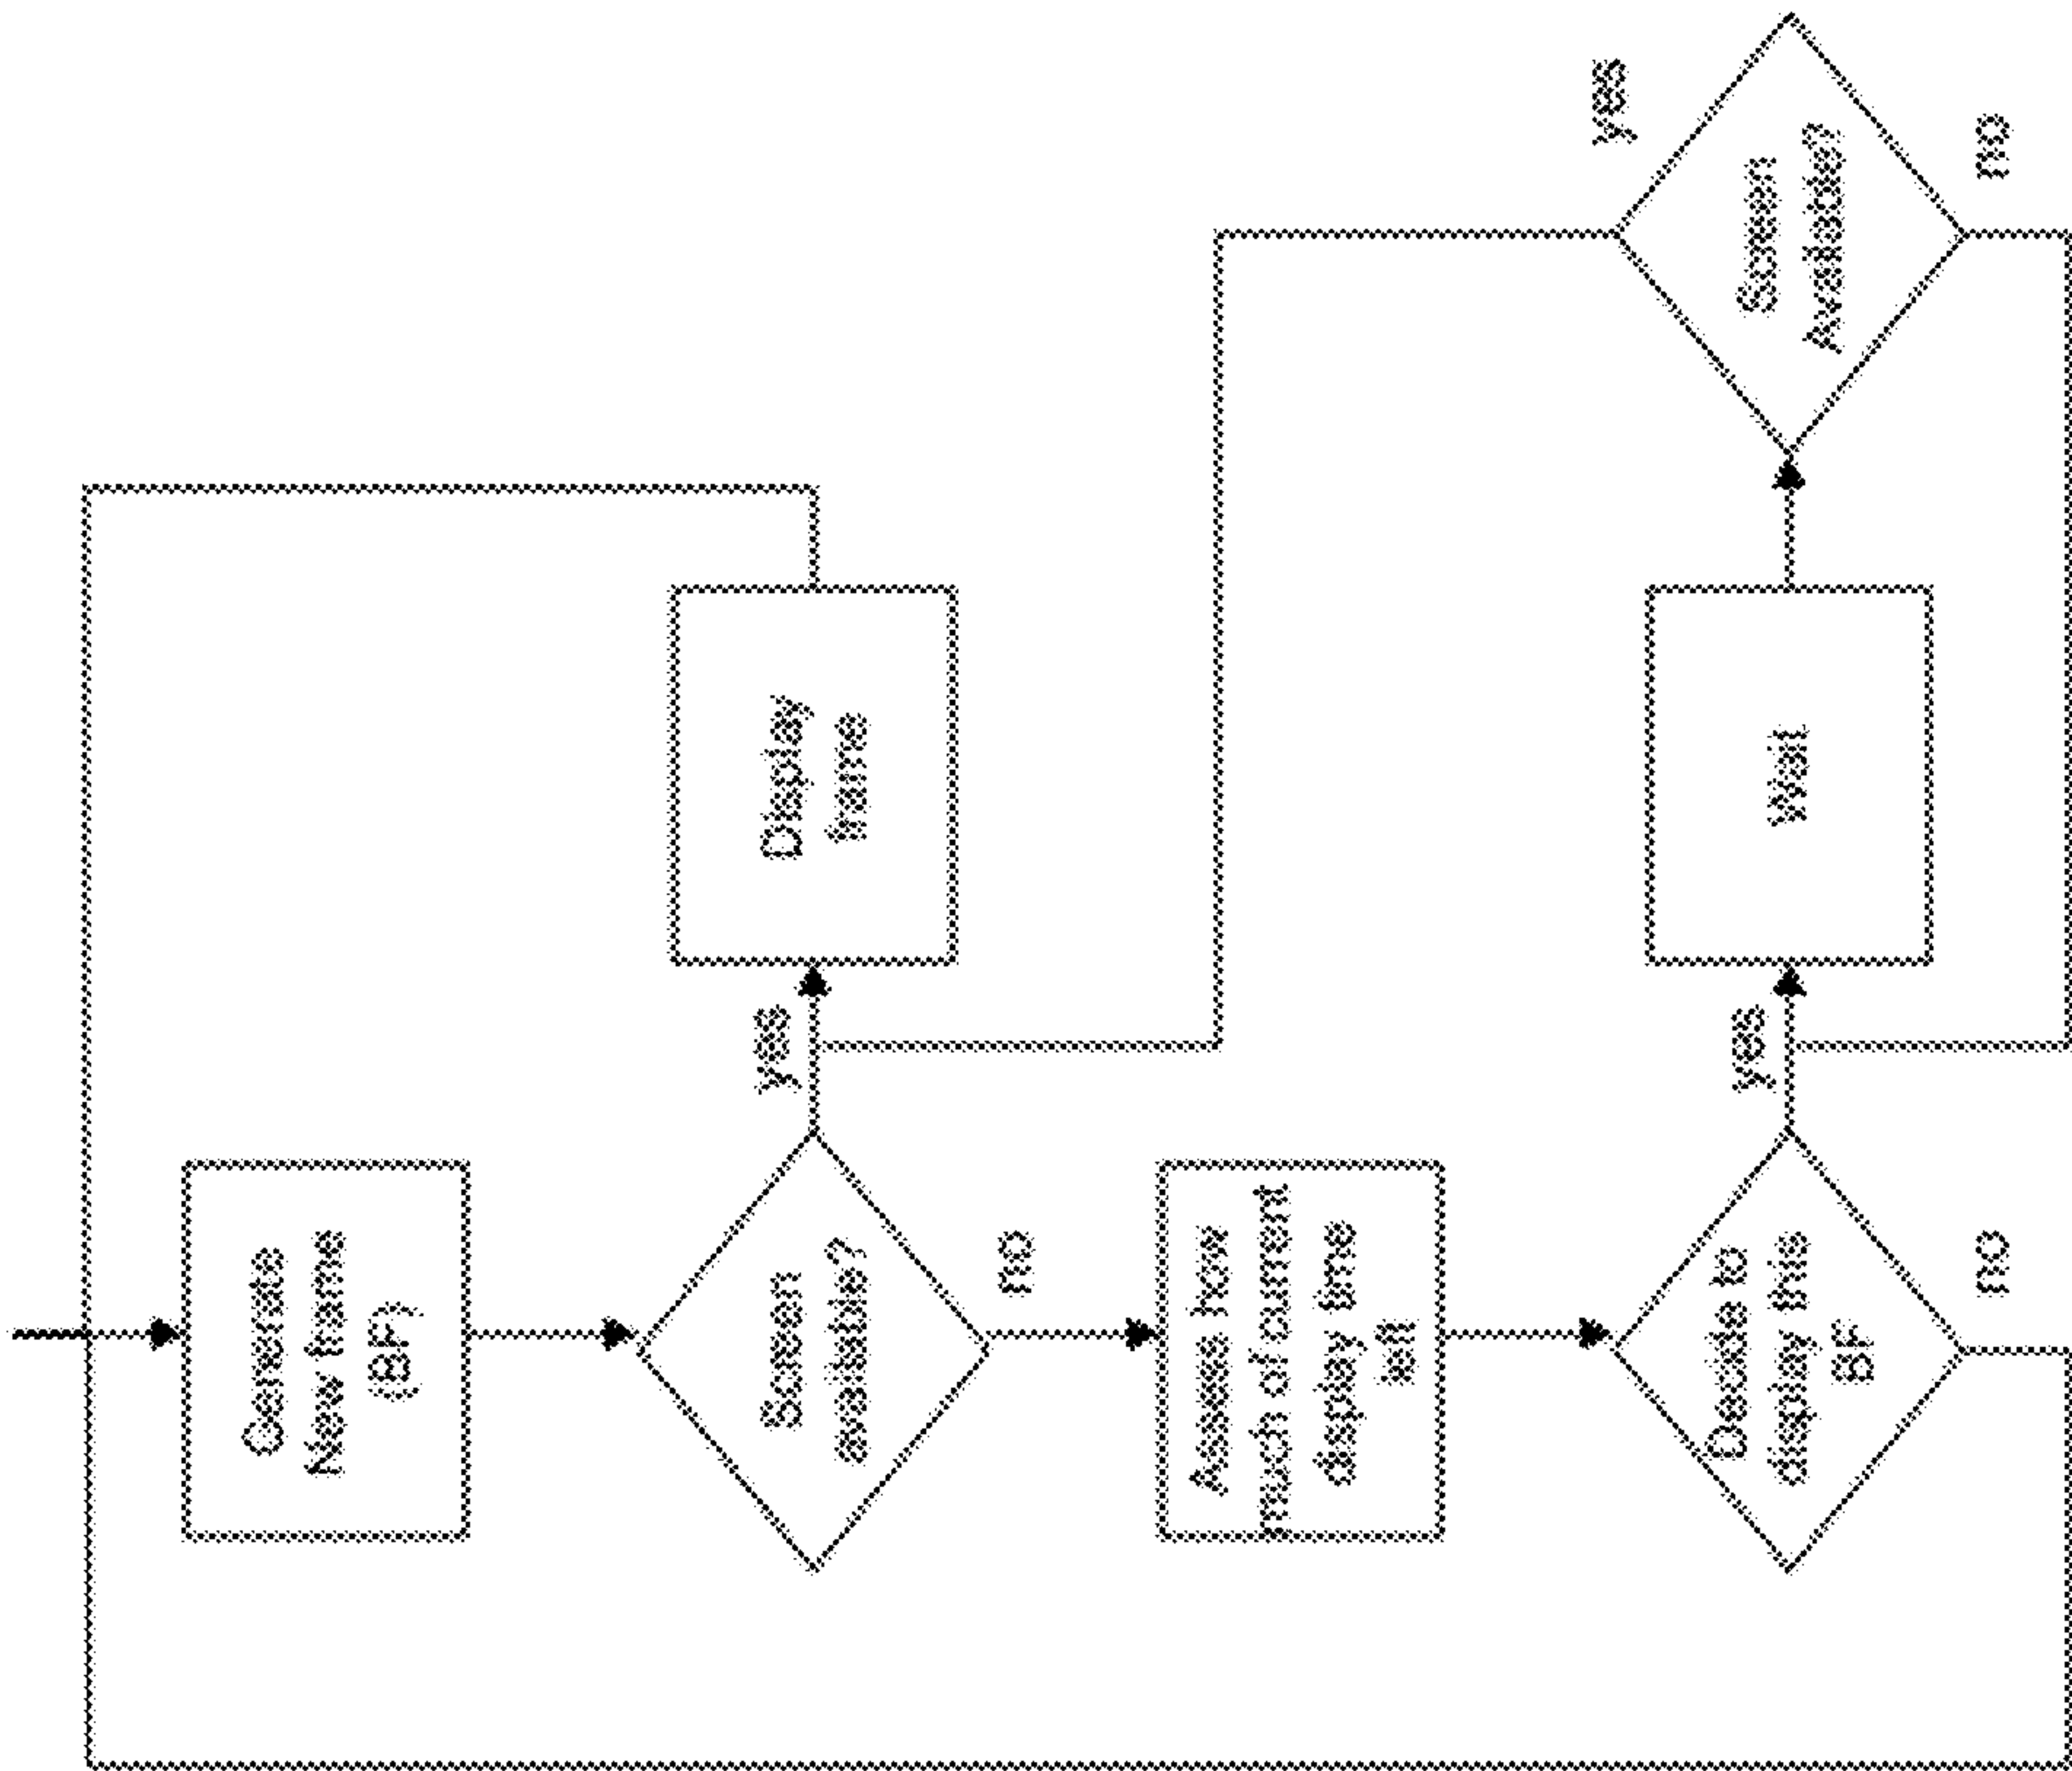 Generate
New frame
(BF)
Screen
available?
yes
Display
frame
no
Asses how
much of current
display time
left
Decide to
display this
BF
yes
Wait
Screen
Available?
yes
no
no